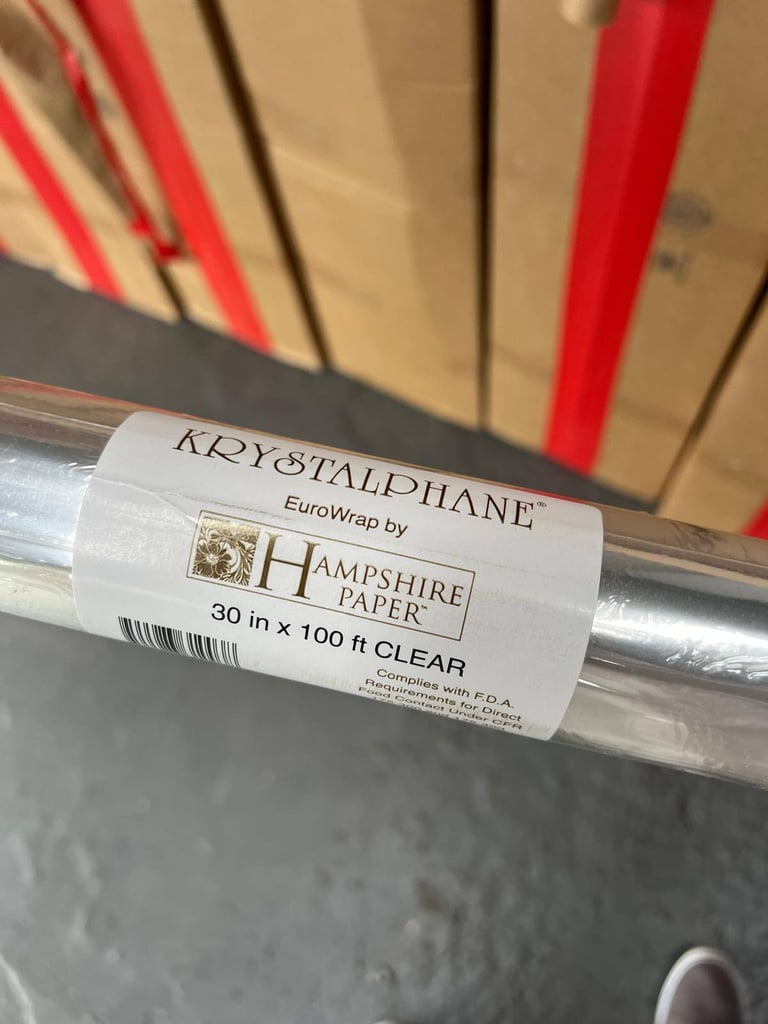 KRYSTALPHANE®
EuroWrap by
HAMPSHIRE
PAPER™
30 in x 100 ft CLEAR
Complies with F.D.A.
Requirements for Direct
Food Contact Under CFR